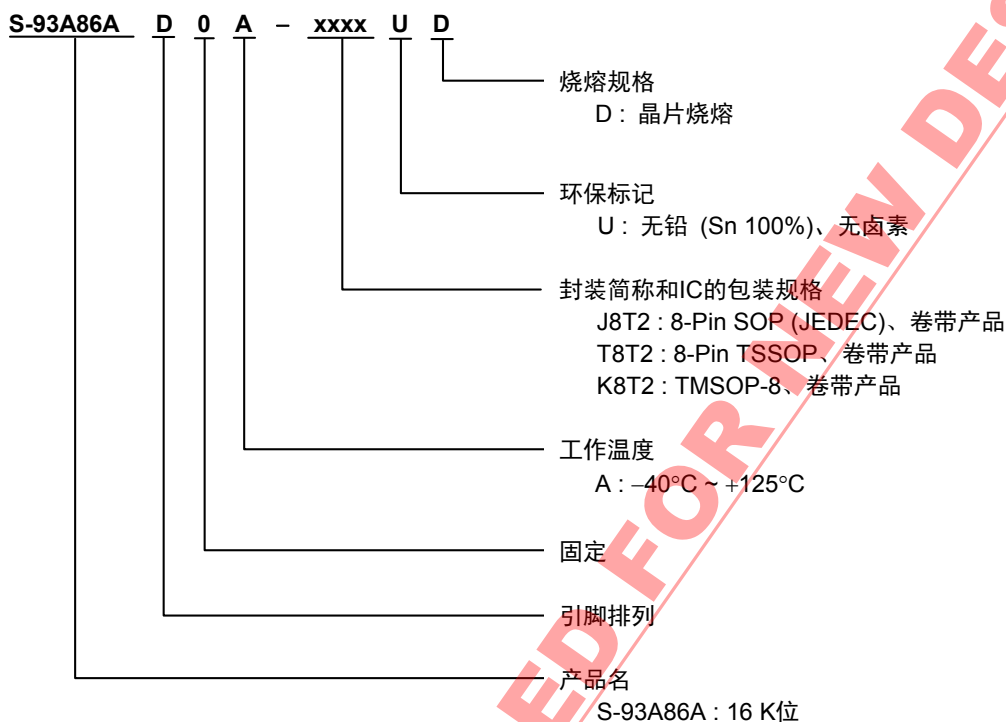 S-93A86A D 0 A – xxxx U D
烧熔规格
D : 晶片烧熔
环保标记
U : 无铅 (Sn 100%)、无卤素
封装简称和IC的包装规格
J8T2 : 8-Pin SOP (JEDEC)、卷带产品
T8T2 : 8-Pin TSSOP、卷带产品
K8T2 : TMSOP-8、卷带产品
工作温度
A : −40°C ~ +125°C
固定
引脚排列
产品名
S-93A86A : 16 K位
ED FOR NEW DES